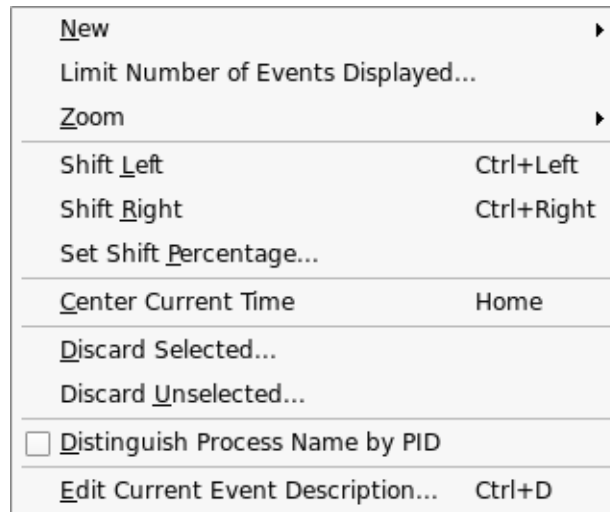 New
Limit Number of Events Displayed...
Zoom
Shift Left Ctrl+Left
Shift Right Ctrl+Right
Set Shift Percentage...
Center Current Time Home
Discard Selected...
Discard Unselected...
Distinguish Process Name by PID
Edit Current Event Description... Ctrl+D